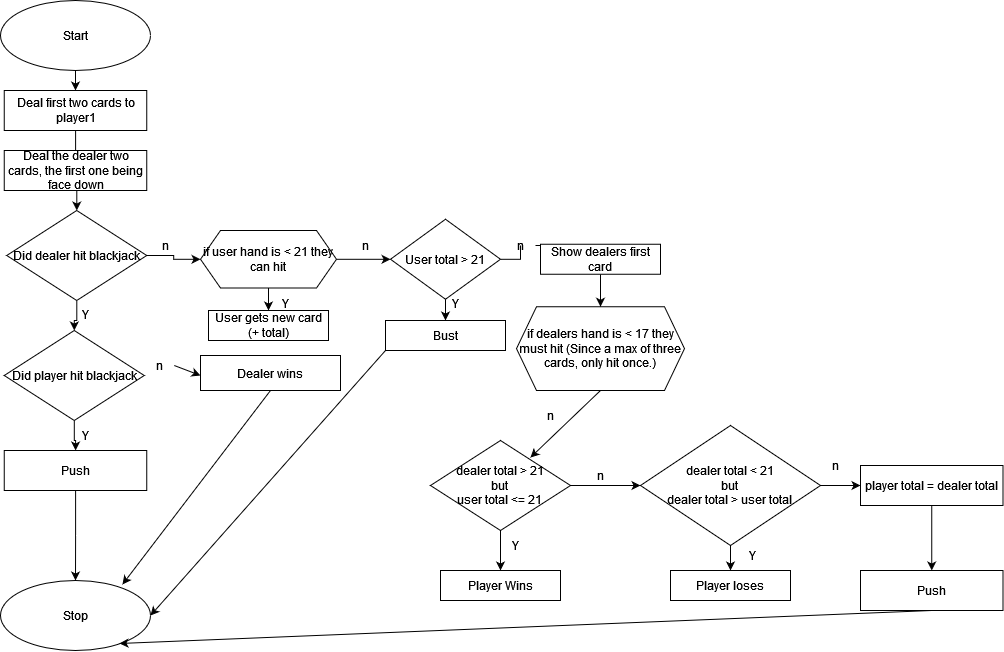 Start
Deal first two cards to
player1
Deal the dealer two
cards, the first one being
face down
Did dealer hit blackjack
n
if user hand is < 21 they
can hit
n
User total > 21
n
Show dealers first
card
Y
User gets new card
(+ total)
Y
Bust
Y
if dealers hand is < 17 they
must hit (Since a max of three
cards, only hit once.)
Did player hit blackjack
n
Dealer wins
n
Y
Push
dealer total > 21
but
user total <= 21
n
dealer total < 21
but
dealer total > user total
n
player total = dealer total
Y
Player Wins
Y
Player loses
Push
Stop